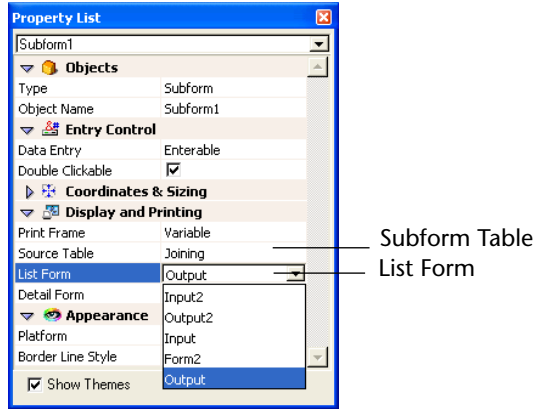 Property List
Subform1
Objects
Type Subform
Object Name Subform1
Entry Control
Data Entry Enterable
Double Clickable
Coordinates & Sizing
Display and Printing
Print Frame Variable
Source Table Joining
Subform Table
List Form Output
List Form
Detail Form
Input2
Output2
Appearance
Platform
Input
Border Line Style
Form2
Output
Show Themes